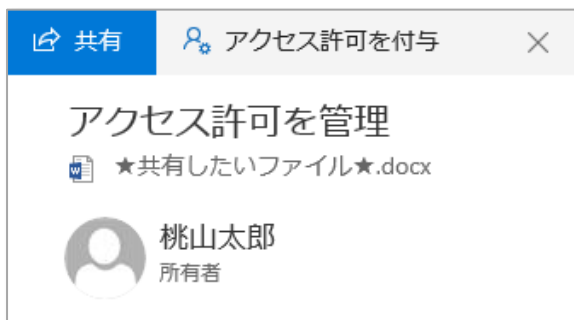 共有 アクセス許可を付与
アクセス許可を管理
★共有したいファイル★.docx
桃山太郎
所有者